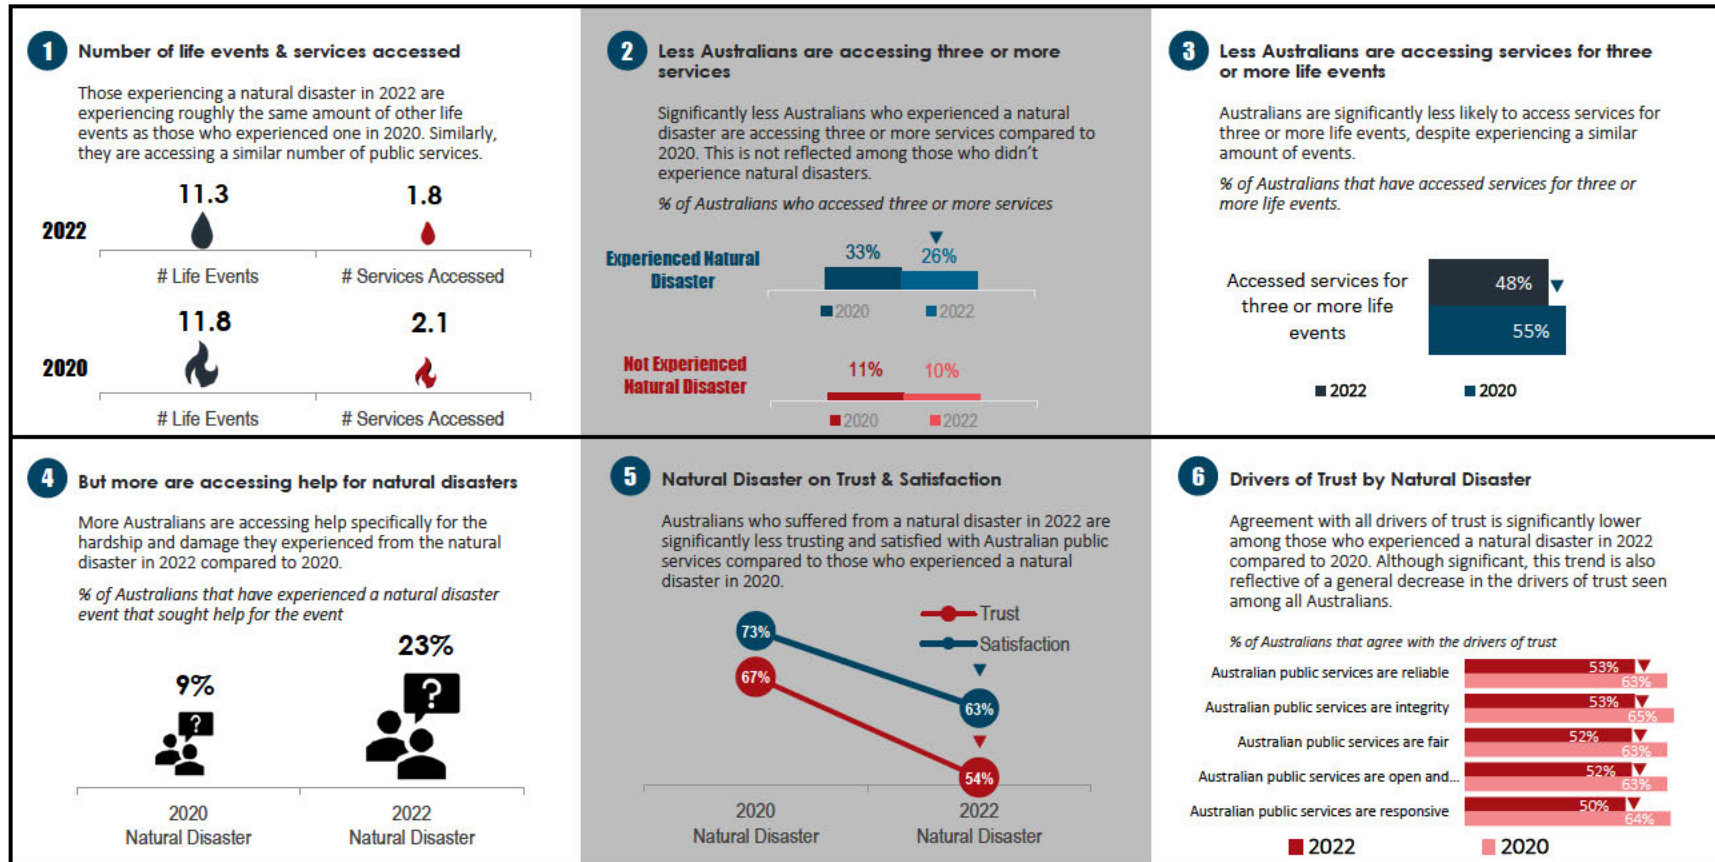 1 Number of life events & services accessed
Those experiencing a natural disaster in 2022 are
experiencing roughly the same amount of other life
events as those who experienced one in 2020. Similarly,
they are accessing a similar number of public services.
11.3 1.8
2022
# Life Events # Services Accessed
11.8 2.1
2020
# Life Events # Services Accessed
2 Less Australians are accessing three or more
services
Significantly less Australians who experienced a natural
disaster are accessing three or more services compared to
2020. This is not reflected among those who didn't
experience natural disasters.
% of Australians who accessed three or more services
Experienced Natural
Disaster
33% 26%
2020 2022
Not Experienced
Natural Disaster
11% 10%
2020 2022
3 Less Australians are accessing services for three
or more life events
Australians are significantly less likely to access services for
three or more life events, despite experiencing a similar
amount of events.
% of Australians that have accessed services for three or
more life events.
Accessed services for
three or more life
events
48%
55%
2022 2020
4 But more are accessing help for natural disasters
More Australians are accessing help specifically for the
hardship and damage they experienced from the natural
disaster in 2022 compared to 2020.
% of Australians that have experienced a natural disaster
event that sought help for the event
23%
9%
?
?
2020 2022
Natural Disaster Natural Disaster
5 Natural Disaster on Trust & Satisfaction
Australians who suffered from a natural disaster in 2022 are
significantly less trusting and satisfied with Australian public
services compared to those who experienced a natural
disaster in 2020.
Trust
Satisfaction
73%
67%
63%
54%
2020 2022
Natural Disaster Natural Disaster
6 Drivers of Trust by Natural Disaster
Agreement with all drivers of trust is significantly lower
among those who experienced a natural disaster in 2022
compared to 2020. Although significant, this trend is also
reflective of a general decrease in the drivers of trust seen
among all Australians.
% of Australians that agree with the drivers of trust
Australian public services are reliable 53%
63%
Australian public services are integrity 53%
65%
Australian public services are fair 52%
63%
Australian public services are open and... 52%
63%
Australian public services are responsive 50%
64%
2022 2020